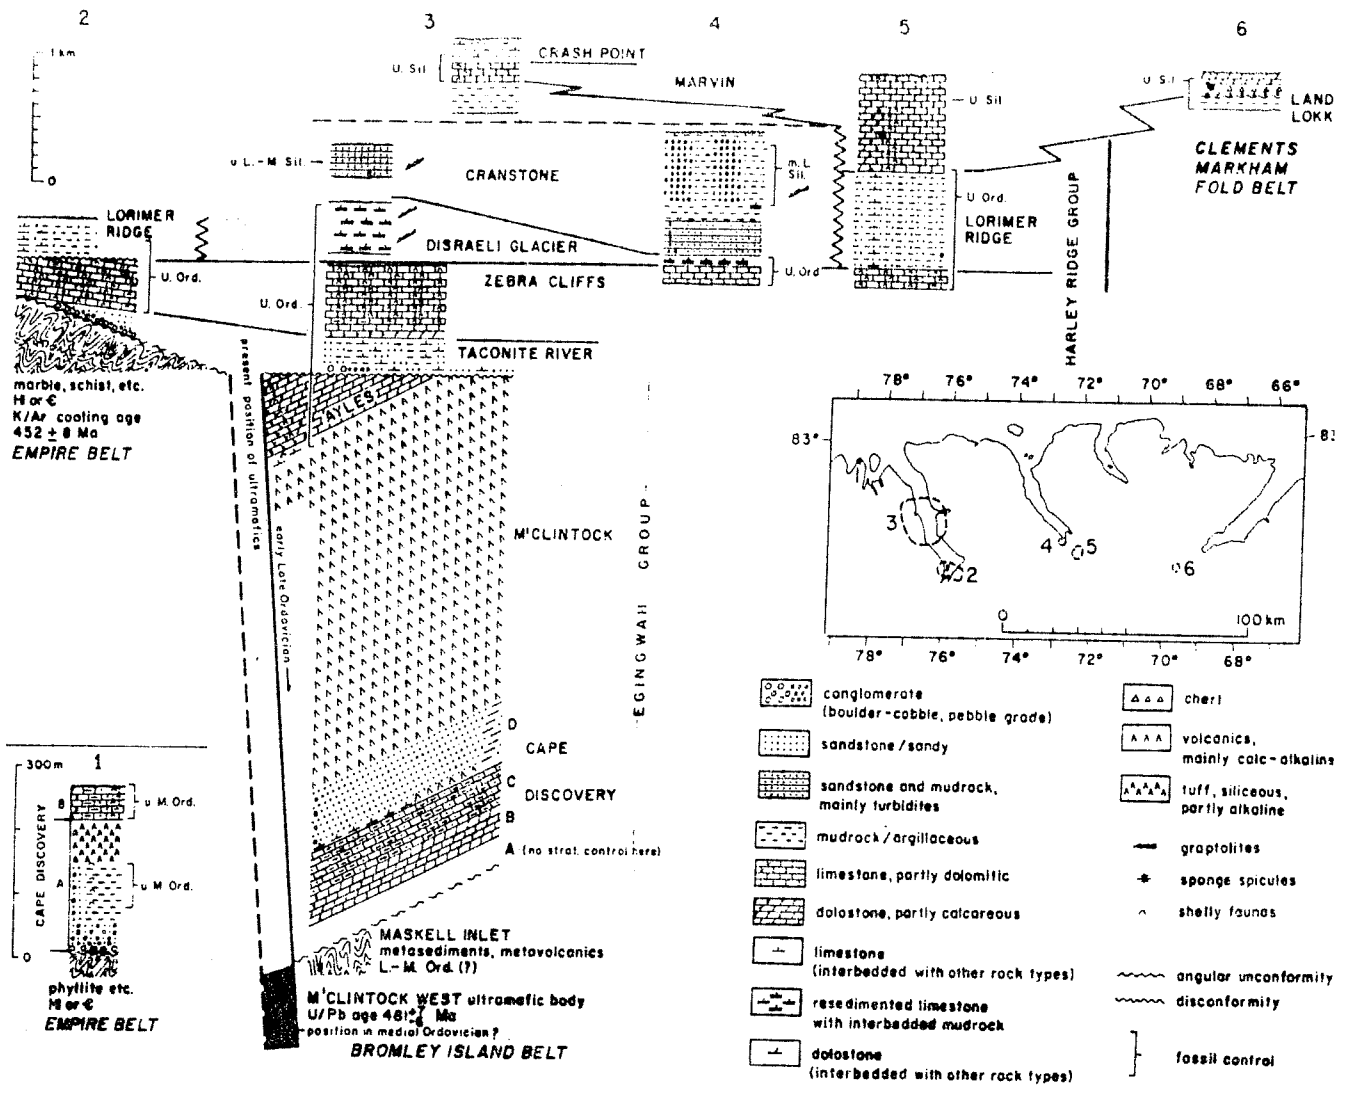 2
3
4
5
6
1 km
0
U. Sil.
CRASH POINT
MARVIN
U. Sil
U. S.l
LAND
LOKK
CLEMENTS
MARKHAM
FOLD BELT
u L.-M. Sil.
CRANSTONE
m. L
Sil.
LORIMER
RIDGE
U. Ord.
DISRAELI GLACIER
ZEBRA CLIFFS
U. Ord.
U. Ord
U. Ord.
LORIMER
RIDGE
HARLEY RIDGE GROUP
TACONITE RIVER
marble, schist, etc.
H or Є
K/Ar cooling age
452 ± 8 Ma
EMPIRE BELT
present position of ultramafics
early Late Ordovician
AYLES
M'CLINTOCK
EGINGWAH GROUP
D
CAPE
C
DISCOVERY
B
A (no strat. control here)
300m
1
0
CAPE DISCOVERY
B
A
u M. Ord.
u M Ord.
phyllite etc.
H or Є
EMPIRE BELT
MASKELL INLET
metasediments, metavolcanics
L.-M. Ord. (?)
M'CLINTOCK WEST ultramafic body
U/Pb age 481 +7 -6 Ma
position in medial Ordovician?
BROMLEY ISLAND BELT
78° 76° 74° 72° 70° 68° 66°
83°
83
3
4
5
2
6
0
100 km
78° 76° 74° 72° 70° 68°
conglomerate
(boulder-cobble, pebble grade)
sandstone/sandy
sandstone and mudrock,
mainly turbidites
mudrock/argillaceous
limestone, partly dolomitic
dolostone, partly calcareous
limestone
(interbedded with other rock types)
resedimented limestone
with interbedded mudrock
dolostone
(interbedded with other rock types)
chert
volcanics,
mainly calc-alkaline
tuff, siliceous,
partly alkaline
graptolites
sponge spicules
shelly faunas
angular unconformity
disconformity
fossil control